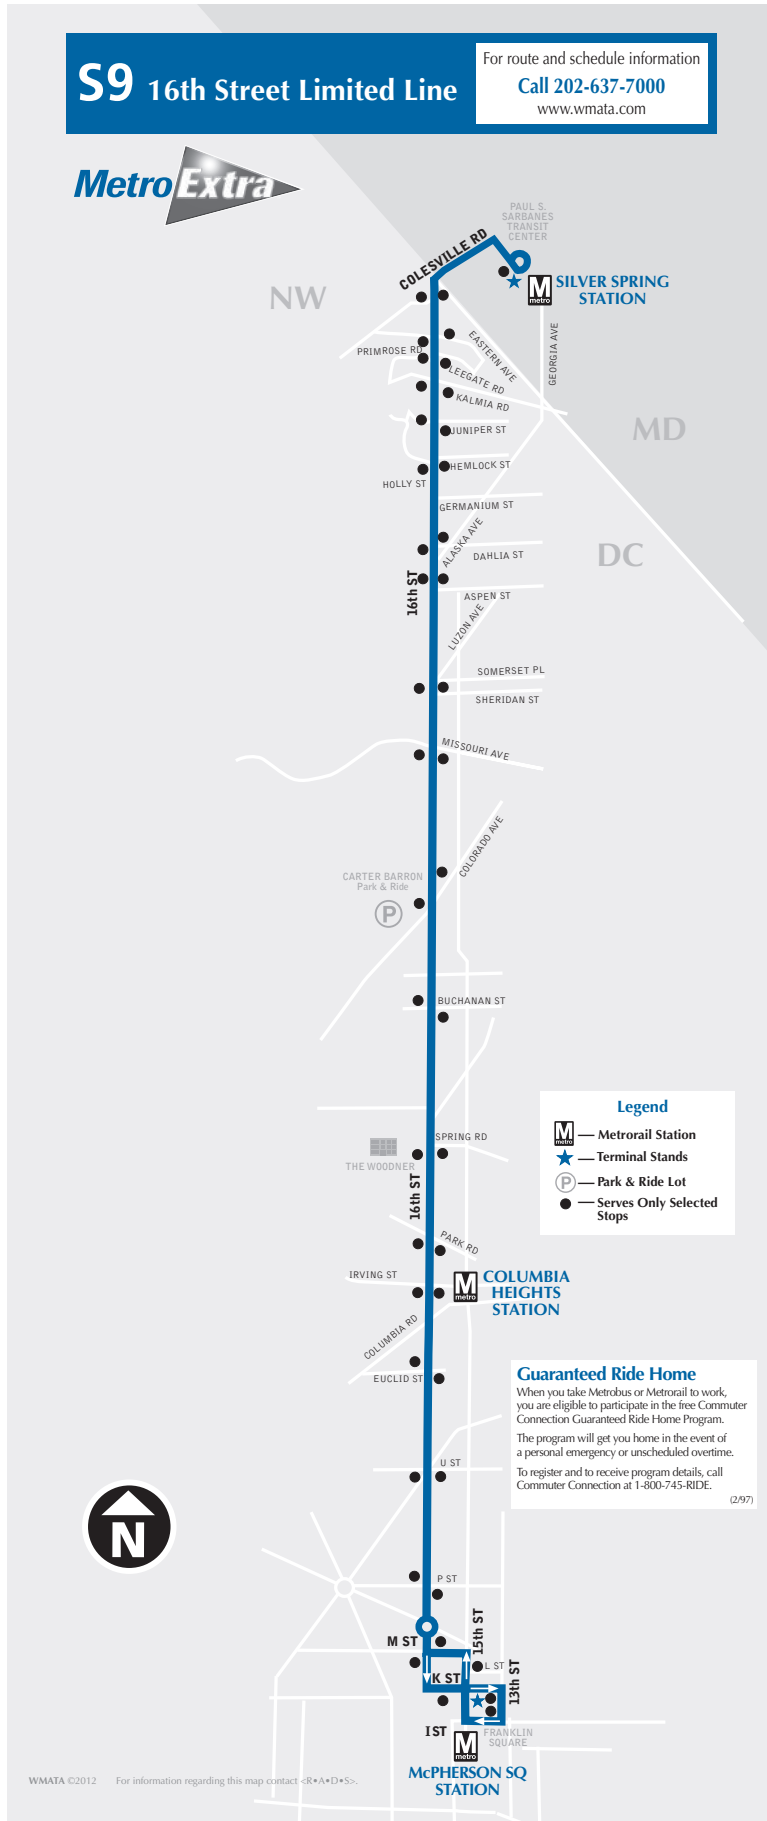 S9 16th Street Limited Line
For route and schedule information
Call 202-637-7000
www.wmata.com
MetroExtra
PAUL S.
SARBANES
TRANSIT
CENTER
COLESVILLE RD
SILVER SPRING
STATION
M
metro
NW
GEORGIA AVE
EASTERN AVE
PRIMROSE RD
LEEGATE RD
KALMIA RD
MD
JUNIPER ST
HEMLOCK ST
HOLLY ST
GERMANIUM ST
ALASKA AVE
DAHLIA ST
DC
16th ST
ASPEN ST
LUZON AVE
SOMERSET PL
SHERIDAN ST
MISSOURI AVE
COLORADO AVE
CARTER BARRON
Park & Ride
P
BUCHANAN ST
Legend
M
metro
— Metrorail Station
— Terminal Stands
P — Park & Ride Lot
— Serves Only Selected
Stops
SPRING RD
THE WOODNER
16th ST
PARK RD
IRVING ST
M
metro
COLUMBIA
HEIGHTS
STATION
COLUMBIA RD
EUCLID ST
Guaranteed Ride Home
When you take Metrobus or Metrorail to work,
you are eligible to participate in the free Commuter
Connection Guaranteed Ride Home Program.
The program will get you home in the event of
a personal emergency or unscheduled overtime.
To register and to receive program details, call
Commuter Connection at 1-800-745-RIDE.
(2/97)
U ST
N
P ST
M ST
15th ST
L ST
K ST
13th ST
I ST
FRANKLIN
SQUARE
M
metro
McPHERSON SQ
STATION
WMATA ©2012 For information regarding this map contact <R•A•D•S>.